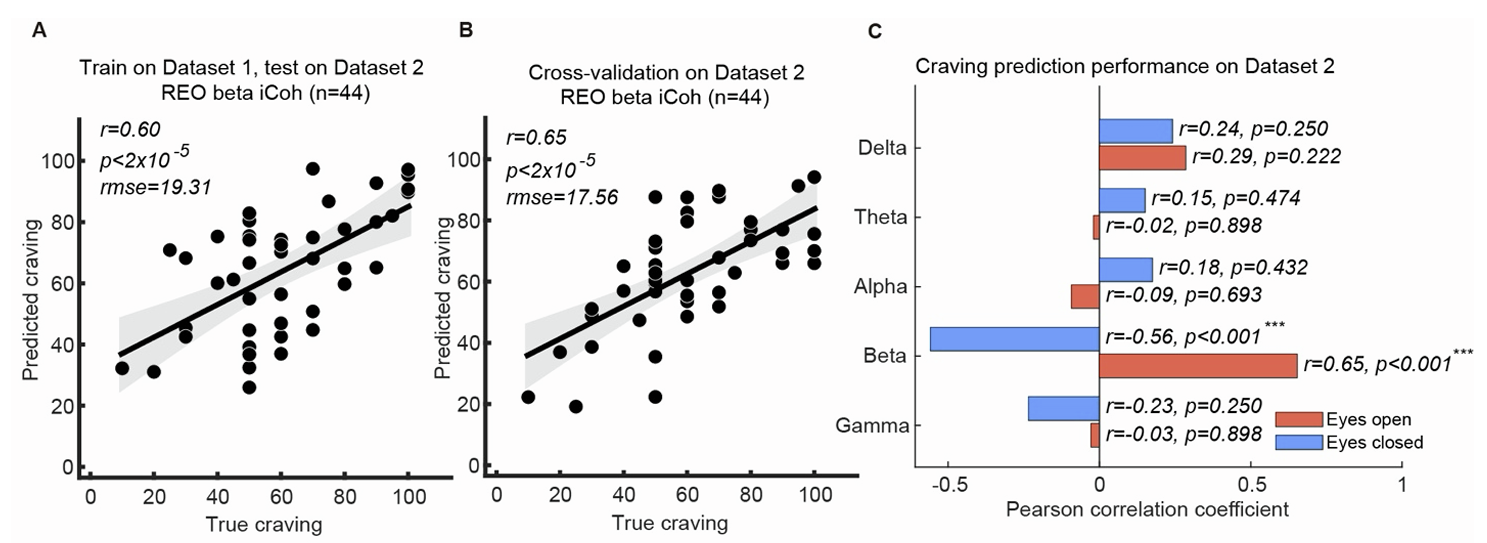 A
Train on Dataset 1, test on Dataset 2
REO beta iCoh (n=44)
r=0.60
p<2x10^-5
rmse=19.31
Predicted craving
100
80
60
40
20
0
0 20 40 60 80 100
True craving
B
Cross-validation on Dataset 2
REO beta iCoh (n=44)
r=0.65
p<2x10^-5
rmse=17.56
Predicted craving
100
80
60
40
20
0
0 20 40 60 80 100
True craving
C
Craving prediction performance on Dataset 2
Delta
r=0.24, p=0.250
r=0.29, p=0.222
Theta
r=0.15, p=0.474
r=-0.02, p=0.898
Alpha
r=0.18, p=0.432
r=-0.09, p=0.693
Beta
r=-0.56, p<0.001***
r=0.65, p<0.001***
Gamma
r=-0.23, p=0.250
r=-0.03, p=0.898
Eyes open
Eyes closed
-0.5 0 0.5 1
Pearson correlation coefficient